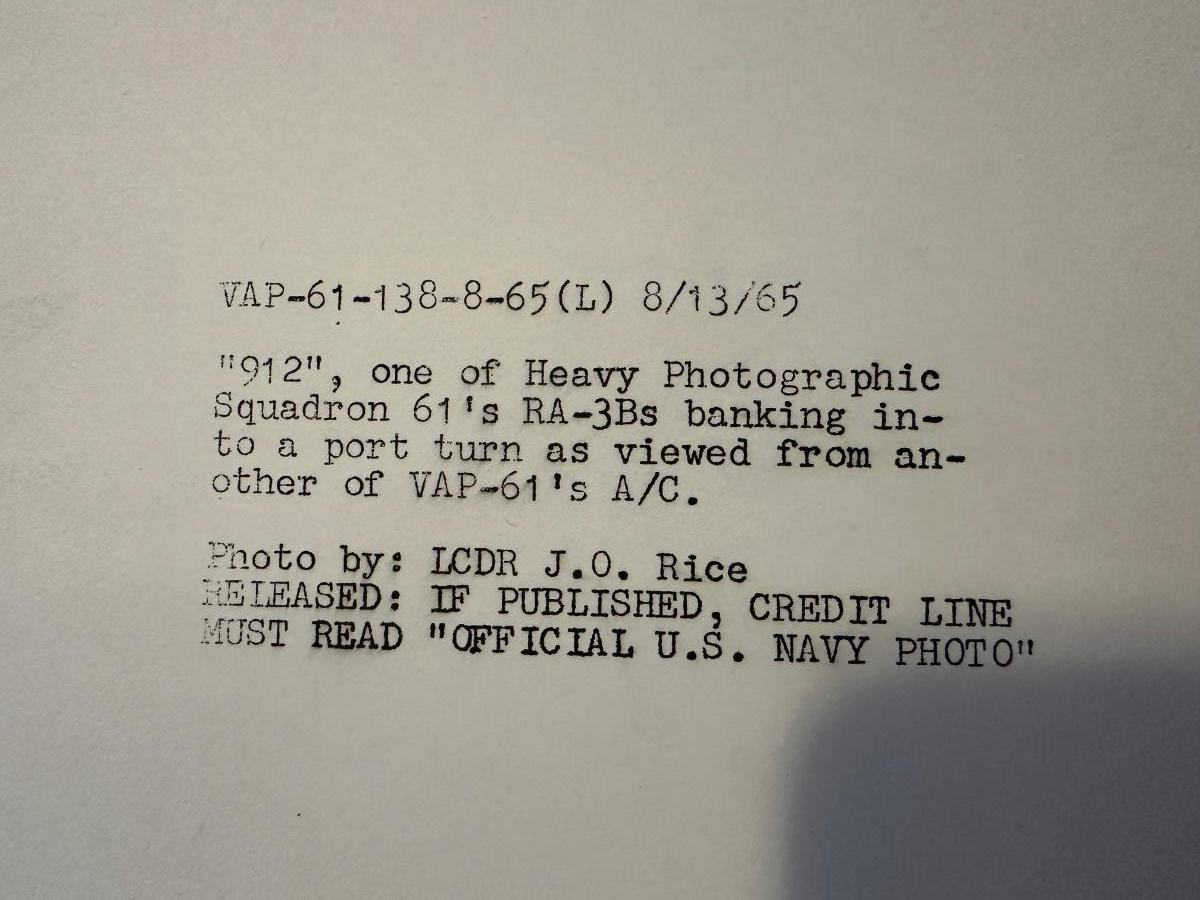 VAP-61-138-8-65(L) 8/13/65
"912", one of Heavy Photographic
Squadron 61's RA-3Bs banking in-
to a port turn as viewed from an-
other of VAP-61's A/C.
Photo by: LCDR J.O. Rice
RELEASED: IF PUBLISHED, CREDIT LINE
MUST READ "OFFICIAL U.S. NAVY PHOTO"